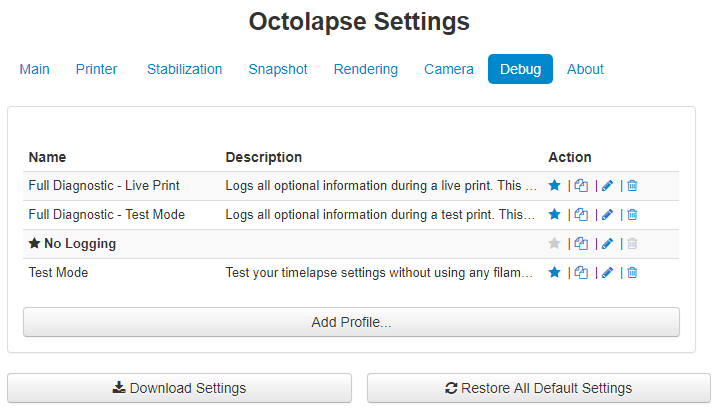 Octolapse Settings
Main Printer Stabilization Snapshot Rendering Camera Debug About
Name Description Action
Full Diagnostic - Live Print Logs all optional information during a live print. This ... | | |
Full Diagnostic - Test Mode Logs all optional information during a test print. This... | | |
No Logging | | |
Test Mode Test your timelapse settings without using any filam... | | |
Add Profile...
Download Settings Restore All Default Settings